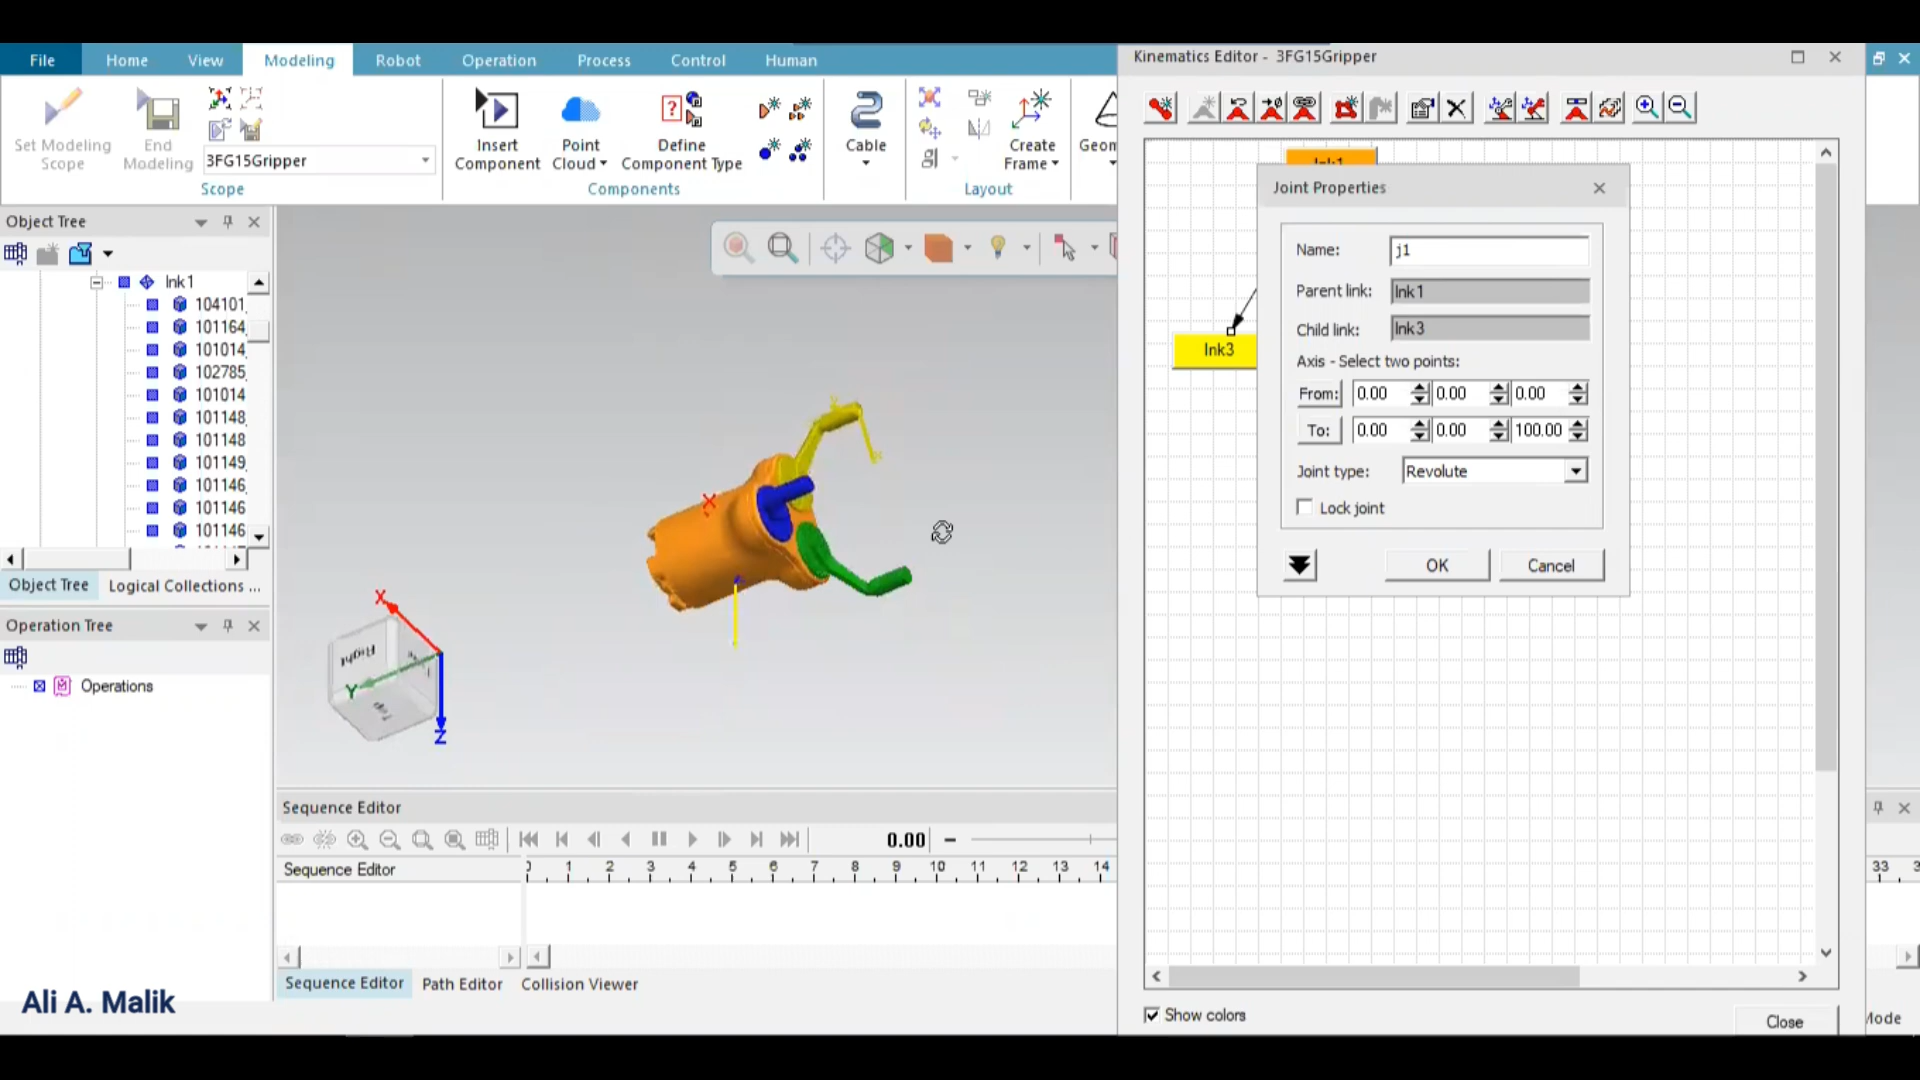 File Home View Modeling Robot Operation Process Control Human
Kinematics Editor - 3FG15Gripper
Set Modeling Scope
End Modeling
3FG15Gripper
Scope
Insert Component
Point Cloud
Define Component Type
Components
Cable
Create Frame
Layout
Object Tree
lnk1
104101
101164
101014
102785
101014
101148
101148
101149
101146
101146
101146
Object Tree Logical Collections ...
Operation Tree
Operations
X
Y
Z
Right
Top
X
lnk1
lnk3
Joint Properties
Name: j1
Parent link: lnk1
Child link: lnk3
Axis - Select two points:
From: 0.00 0.00 0.00
To: 0.00 0.00 100.00
Joint type: Revolute
Lock joint
OK Cancel
Sequence Editor
0.00
Sequence Editor
0 1 2 3 4 5 6 7 8 9 10 11 12 13 14
33
Sequence Editor Path Editor Collision Viewer
Show colors
Close
Mode
Ali A. Malik